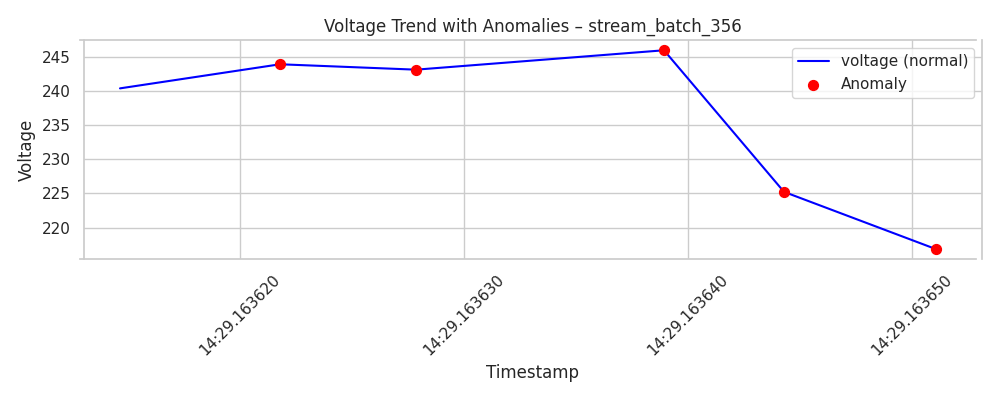 Voltage Trend with Anomalies – stream_batch_356
voltage (normal)
Anomaly
Voltage
245
240
235
230
225
220
14:29.163620
14:29.163630
14:29.163640
14:29.163650
Timestamp